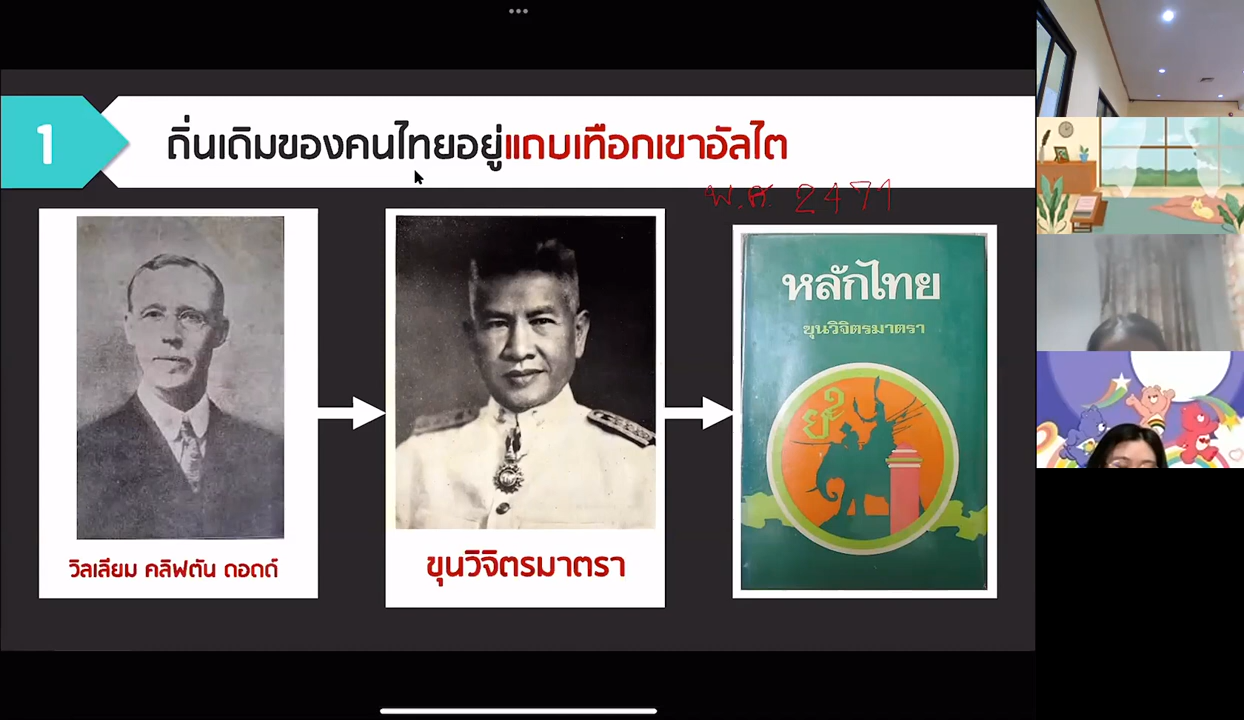 1
ถิ่นเดิมของคนไทยอยู่แถบเทือกเขาอัลไต
พ.ศ. 2471
วิลเลียม คลิฟตัน ดอดด์
ขุนวิจิตรมาตรา
หลักไทย
ขุนวิจิตรมาตรา